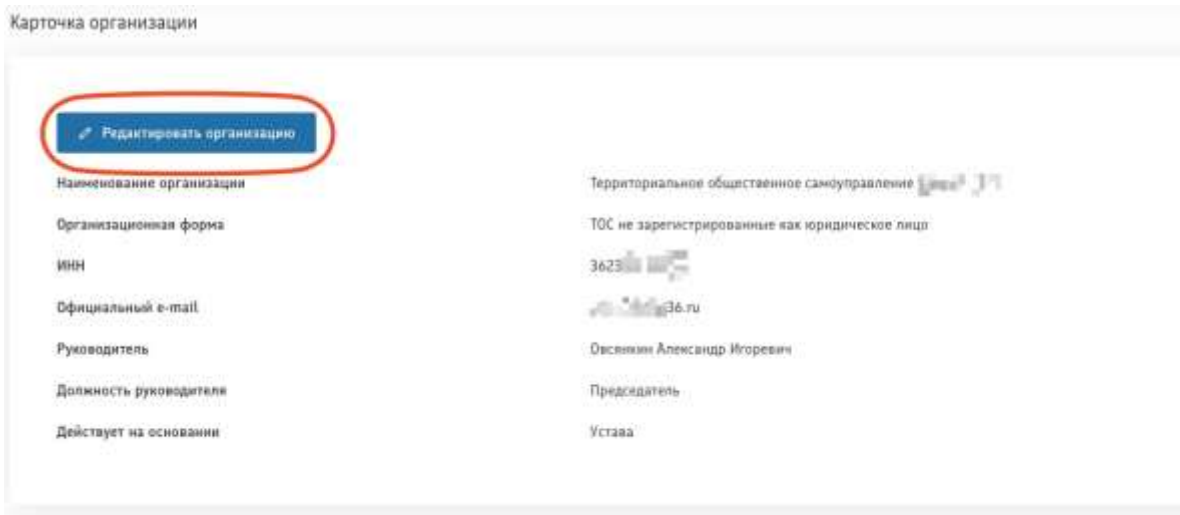 Карточка организации
Редактировать организацию
Наименование организации Территориальное общественное самоуправление
Организационная форма ТОС не зарегистрированные как юридическое лицо
ИНН 3623
Официальный e-mail 36.ru
Руководитель Овсянкин Александр Игоревич
Должность руководителя Председатель
Действует на основании Устава